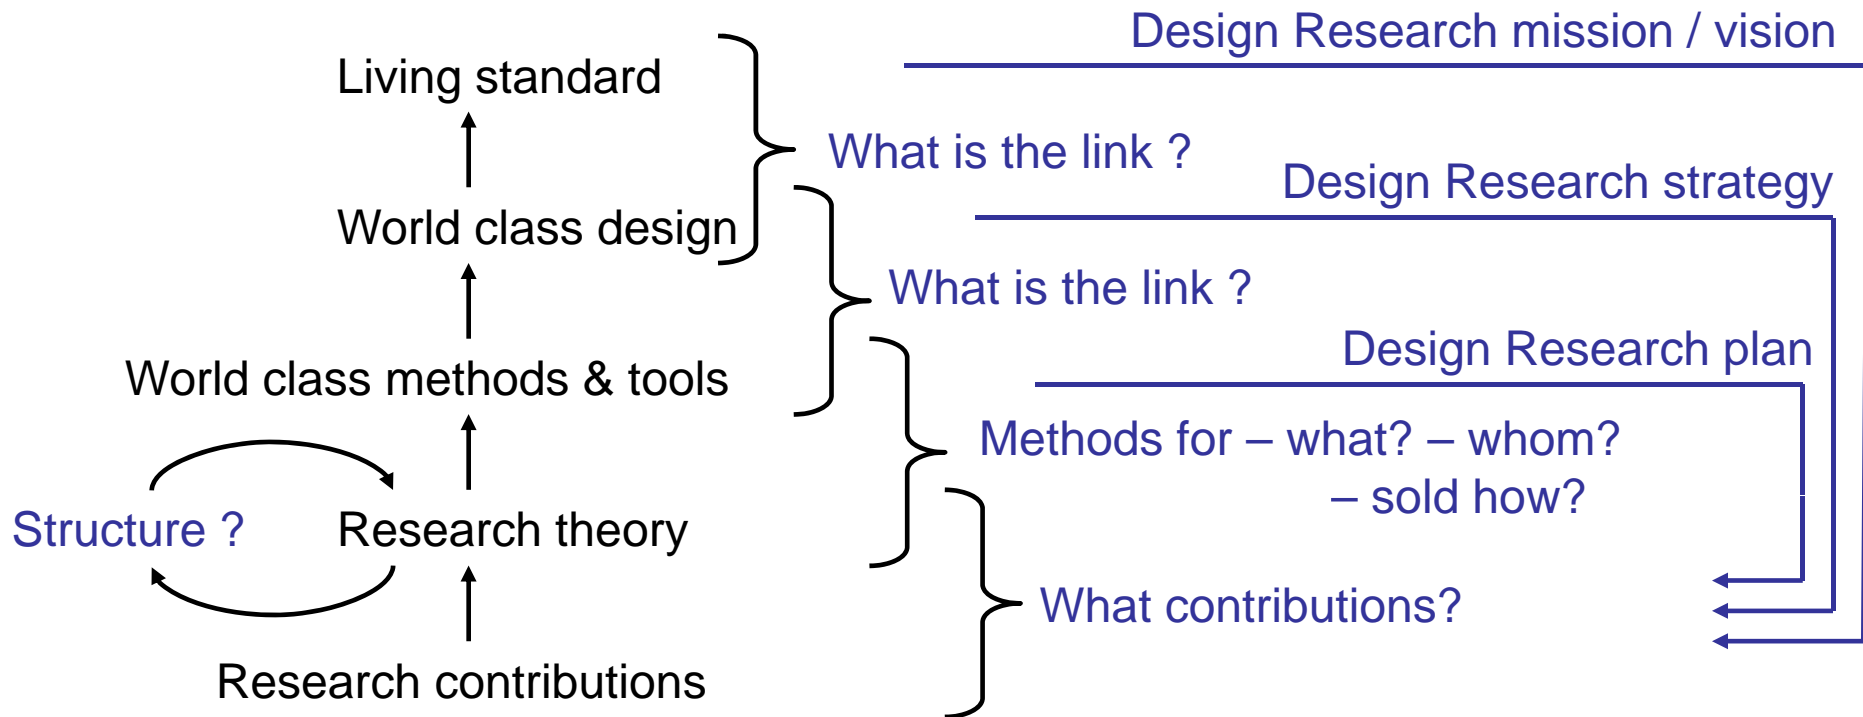 Design Research mission / vision
Living standard
What is the link ?
Design Research strategy
World class design
What is the link ?
Design Research plan
World class methods & tools
Methods for – what? – whom?
– sold how?
Structure ?
Research theory
What contributions?
Research contributions